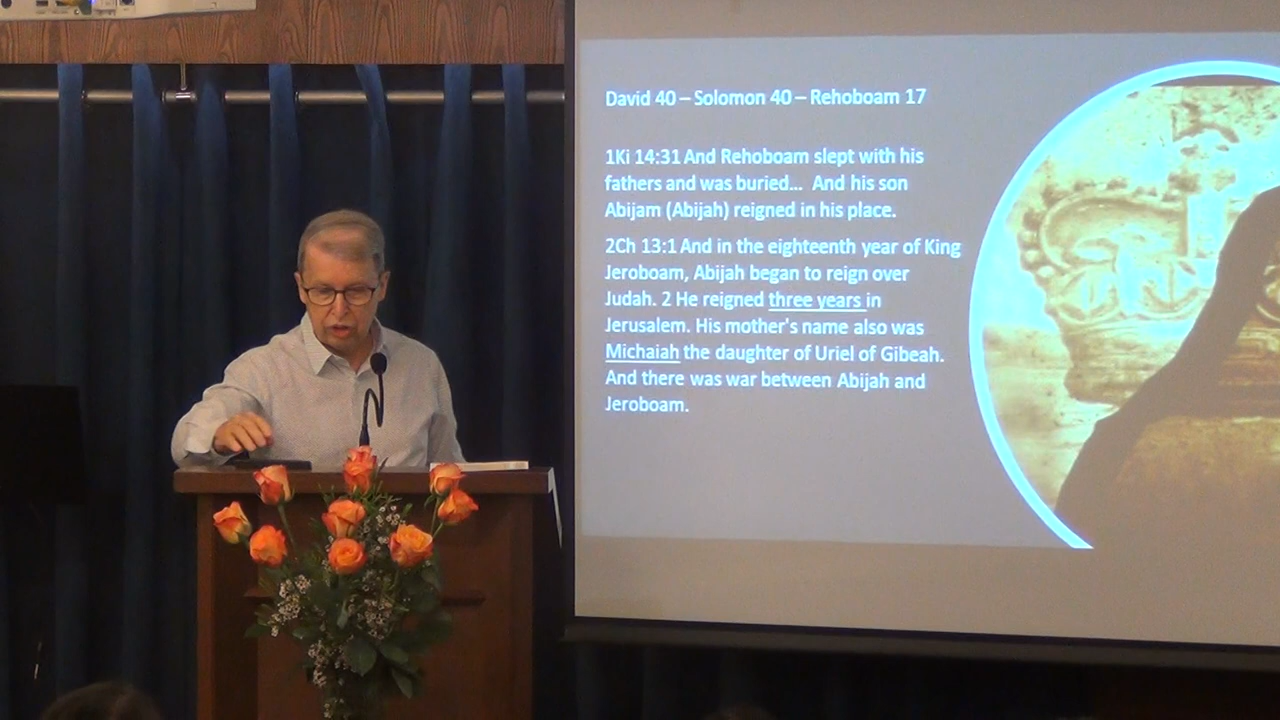 David 40 – Solomon 40 – Rehoboam 17
1Ki 14:31 And Rehoboam slept with his
fathers and was buried...  And his son
Abijam (Abijah) reigned in his place.
2Ch 13:1 And in the eighteenth year of King
Jeroboam, Abijah began to reign over
Judah. 2 He reigned three years in
Jerusalem. His mother's name also was
Michaiah the daughter of Uriel of Gibeah.
And there was war between Abijah and
Jeroboam.